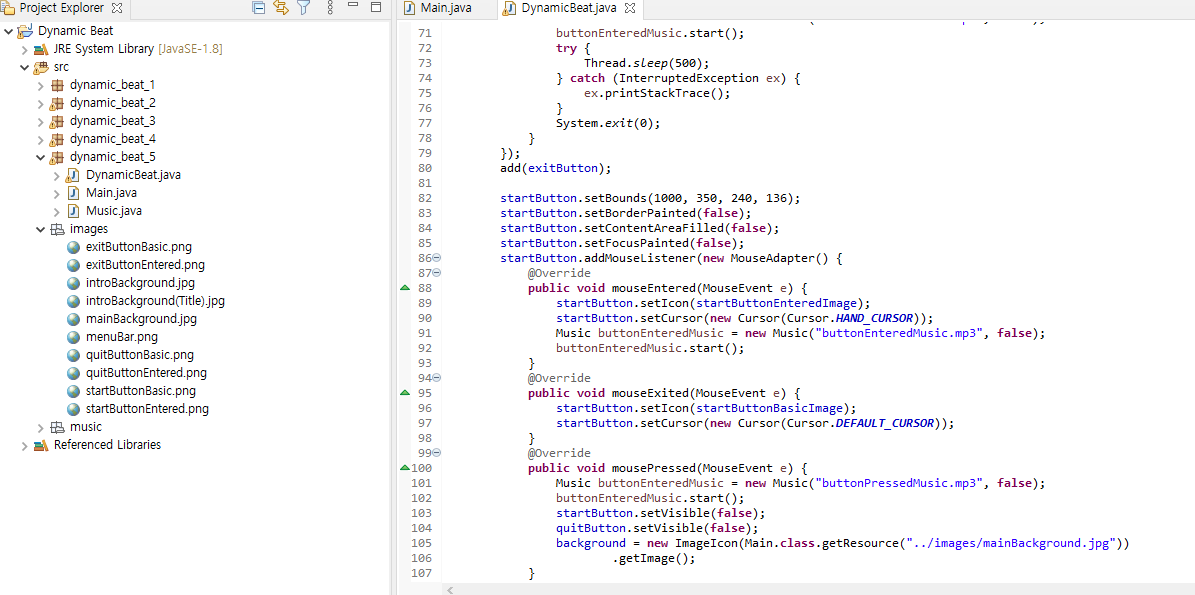 Project Explorer
Dynamic Beat
JRE System Library [JavaSE-1.8]
src
dynamic_beat_1
dynamic_beat_2
dynamic_beat_3
dynamic_beat_4
dynamic_beat_5
DynamicBeat.java
Main.java
Music.java
images
exitButtonBasic.png
exitButtonEntered.png
introBackground.jpg
introBackground(Title).jpg
mainBackground.jpg
menuBar.png
quitButtonBasic.png
quitButtonEntered.png
startButtonBasic.png
startButtonEntered.png
music
Referenced Libraries
Main.java DynamicBeat.java
71 buttonEnteredMusic.start();
72 try {
73 Thread.sleep(500);
74 } catch (InterruptedException ex) {
75 ex.printStackTrace();
76 }
77 System.exit(0);
78 }
79 });
80 add(exitButton);
81
82 startButton.setBounds(1000, 350, 240, 136);
83 startButton.setBorderPainted(false);
84 startButton.setContentAreaFilled(false);
85 startButton.setFocusPainted(false);
86 startButton.addMouseListener(new MouseAdapter() {
87 @Override
88 public void mouseEntered(MouseEvent e) {
89 startButton.setIcon(startButtonEnteredImage);
90 startButton.setCursor(new Cursor(Cursor.HAND_CURSOR));
91 Music buttonEnteredMusic = new Music("buttonEnteredMusic.mp3", false);
92 buttonEnteredMusic.start();
93 }
94 @Override
95 public void mouseExited(MouseEvent e) {
96 startButton.setIcon(startButtonBasicImage);
97 startButton.setCursor(new Cursor(Cursor.DEFAULT_CURSOR));
98 }
99 @Override
100 public void mousePressed(MouseEvent e) {
101 Music buttonEnteredMusic = new Music("buttonPressedMusic.mp3", false);
102 buttonEnteredMusic.start();
103 startButton.setVisible(false);
104 quitButton.setVisible(false);
105 background = new ImageIcon(Main.class.getResource("../images/mainBackground.jpg"))
106 .getImage();
107 }